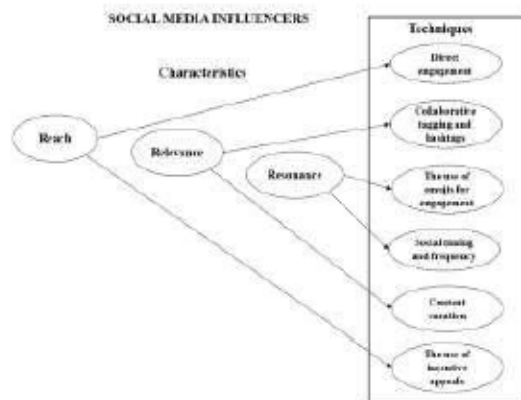 SOCIAL MEDIA INFLUENCERS
Techniques
Characteristics
Direct
engagement
Reach
Relevance
Resonance
Collaborative
tagging and
hashtags
The use of
emojis for
engagement
Social timing
and frequency
Content
curation
The use of
incentive
appeals